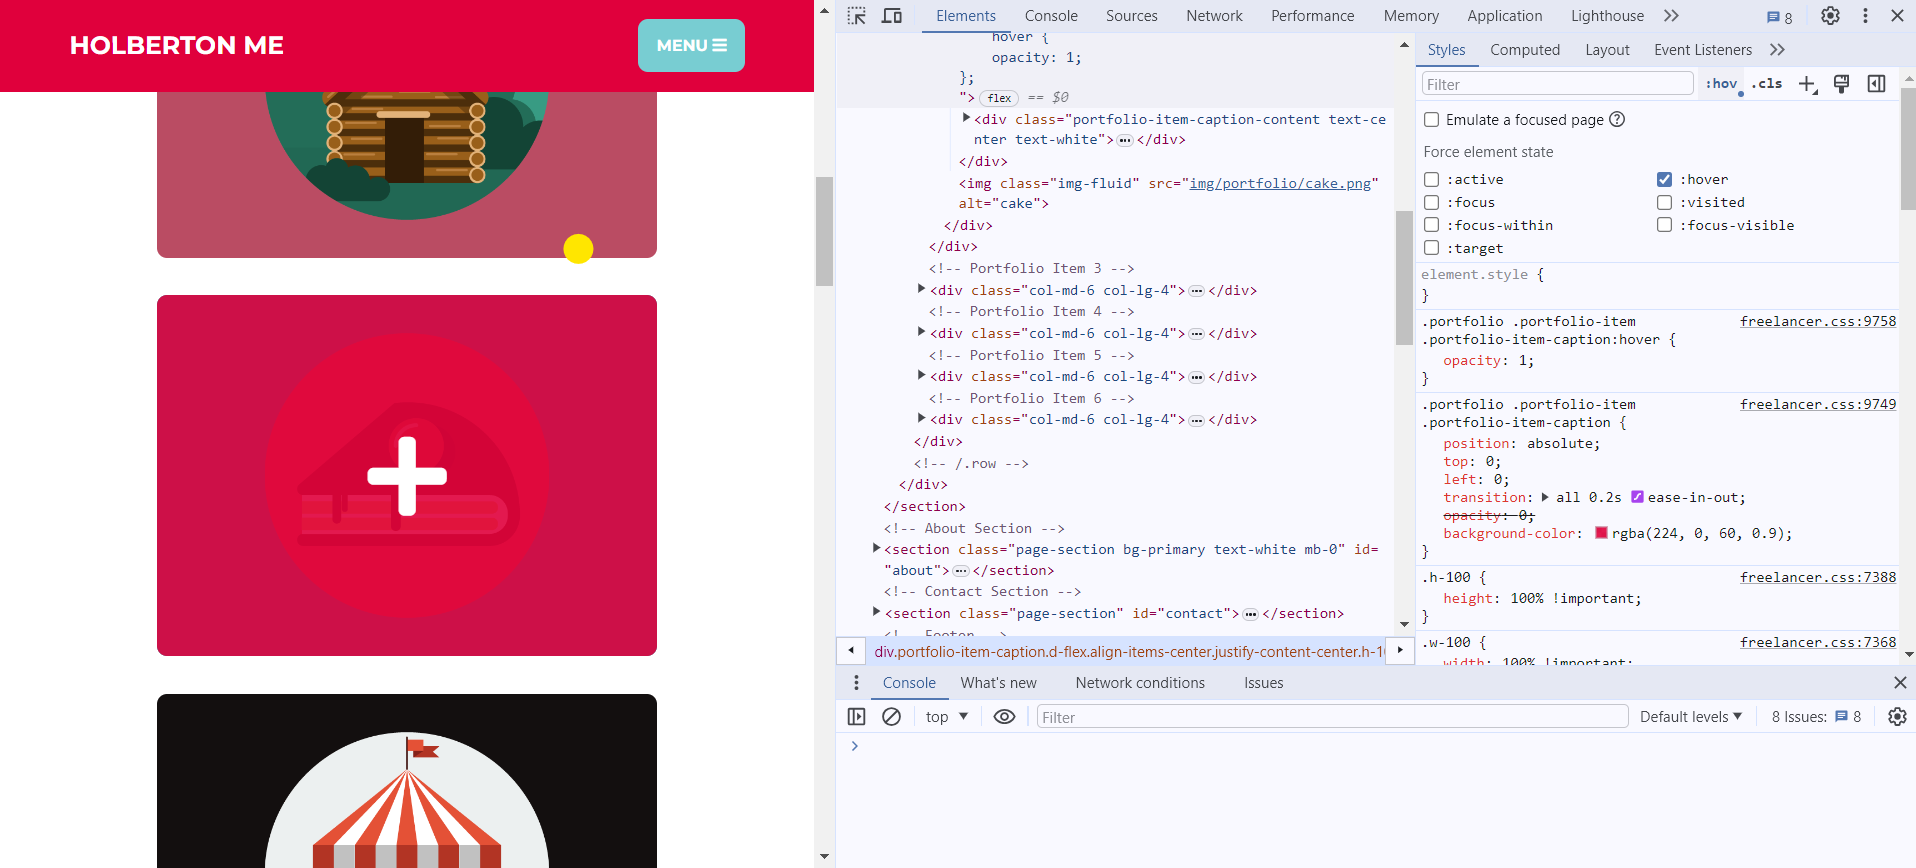 HOLBERTON ME
MENU
Elements Console Sources Network Performance Memory Application Lighthouse 8
hover {
opacity: 1;
};
"> flex == $0
<div class="portfolio-item-caption-content text-ce
nter text-white"> ⋯ </div>
</div>
<img class="img-fluid" src="img/portfolio/cake.png"
alt="cake">
</div>
</div>
<!-- Portfolio Item 3 -->
<div class="col-md-6 col-lg-4"> ⋯ </div>
<!-- Portfolio Item 4 -->
<div class="col-md-6 col-lg-4"> ⋯ </div>
<!-- Portfolio Item 5 -->
<div class="col-md-6 col-lg-4"> ⋯ </div>
<!-- Portfolio Item 6 -->
<div class="col-md-6 col-lg-4"> ⋯ </div>
</div>
<!-- /.row -->
</div>
</section>
<!-- About Section -->
<section class="page-section bg-primary text-white mb-0" id=
"about"> ⋯ </section>
<!-- Contact Section -->
<section class="page-section" id="contact"> ⋯ </section>
<!-- Footer -->
div.portfolio-item-caption.d-flex.align-items-center.justify-content-center.h-10
Styles Computed Layout Event Listeners
Filter :hov .cls
Emulate a focused page
Force element state
:active :hover
:focus :visited
:focus-within :focus-visible
:target
element.style {
}
.portfolio .portfolio-item freelancer.css:9758
.portfolio-item-caption:hover {
opacity: 1;
}
.portfolio .portfolio-item freelancer.css:9749
.portfolio-item-caption {
position: absolute;
top: 0;
left: 0;
transition: all 0.2s ease-in-out;
opacity: 0;
background-color: rgba(224, 0, 60, 0.9);
}
.h-100 { freelancer.css:7388
height: 100% !important;
}
.w-100 { freelancer.css:7368
width: 100% !important;
Console What's new Network conditions Issues
top Filter Default levels 8 Issues: 8